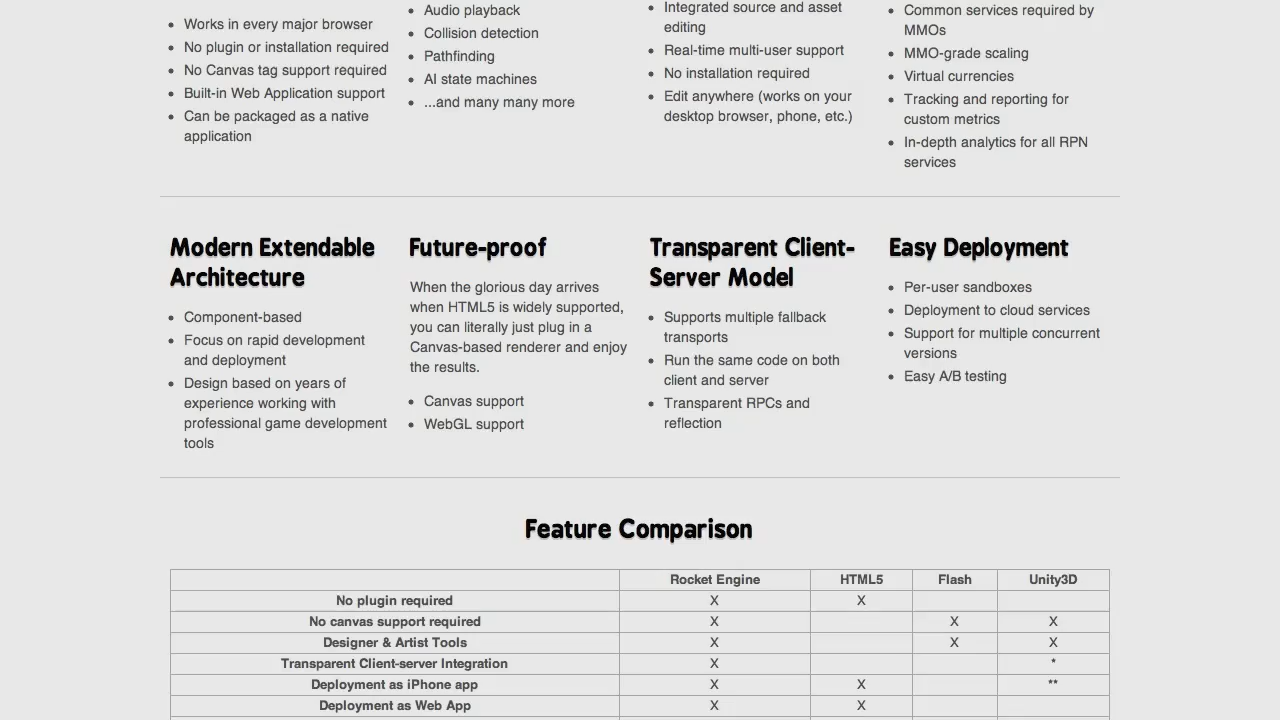 Works in every major browser
No plugin or installation required
No Canvas tag support required
Built-in Web Application support
Can be packaged as a native
application
Audio playback
Collision detection
Pathfinding
AI state machines
...and many many more
Integrated source and asset
editing
Real-time multi-user support
No installation required
Edit anywhere (works on your
desktop browser, phone, etc.)
Common services required by
MMOs
MMO-grade scaling
Virtual currencies
Tracking and reporting for
custom metrics
In-depth analytics for all RPN
services
Modern Extendable
Architecture
Component-based
Focus on rapid development
and deployment
Design based on years of
experience working with
professional game development
tools
Future-proof
When the glorious day arrives
when HTML5 is widely supported,
you can literally just plug in a
Canvas-based renderer and enjoy
the results.
Canvas support
WebGL support
Transparent Client-
Server Model
Supports multiple fallback
transports
Run the same code on both
client and server
Transparent RPCs and
reflection
Easy Deployment
Per-user sandboxes
Deployment to cloud services
Support for multiple concurrent
versions
Easy A/B testing
Feature Comparison
Rocket Engine HTML5 Flash Unity3D
No plugin required X X
No canvas support required X X X
Designer & Artist Tools X X X
Transparent Client-server Integration X *
Deployment as iPhone app X X **
Deployment as Web App X X